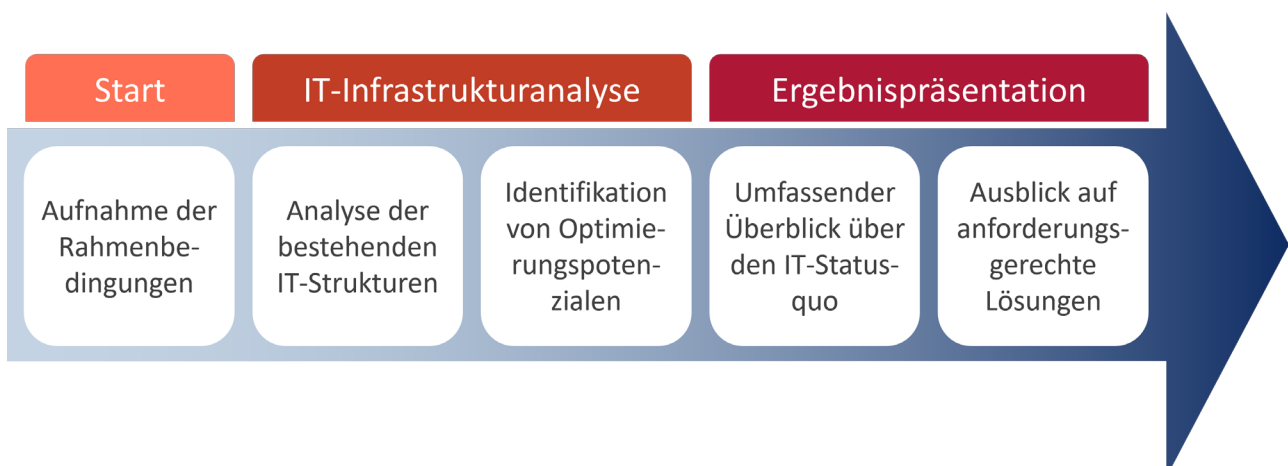 Start
IT-Infrastrukturanalyse
Ergebnispräsentation
Aufnahme der
Rahmenbe-
dingungen
Analyse der
bestehenden
IT-Strukturen
Identifikation
von Optimie-
rungspoten-
zialen
Umfassender
Überblick über
den IT-Status-
quo
Ausblick auf
anforderungs-
gerechte
Lösungen